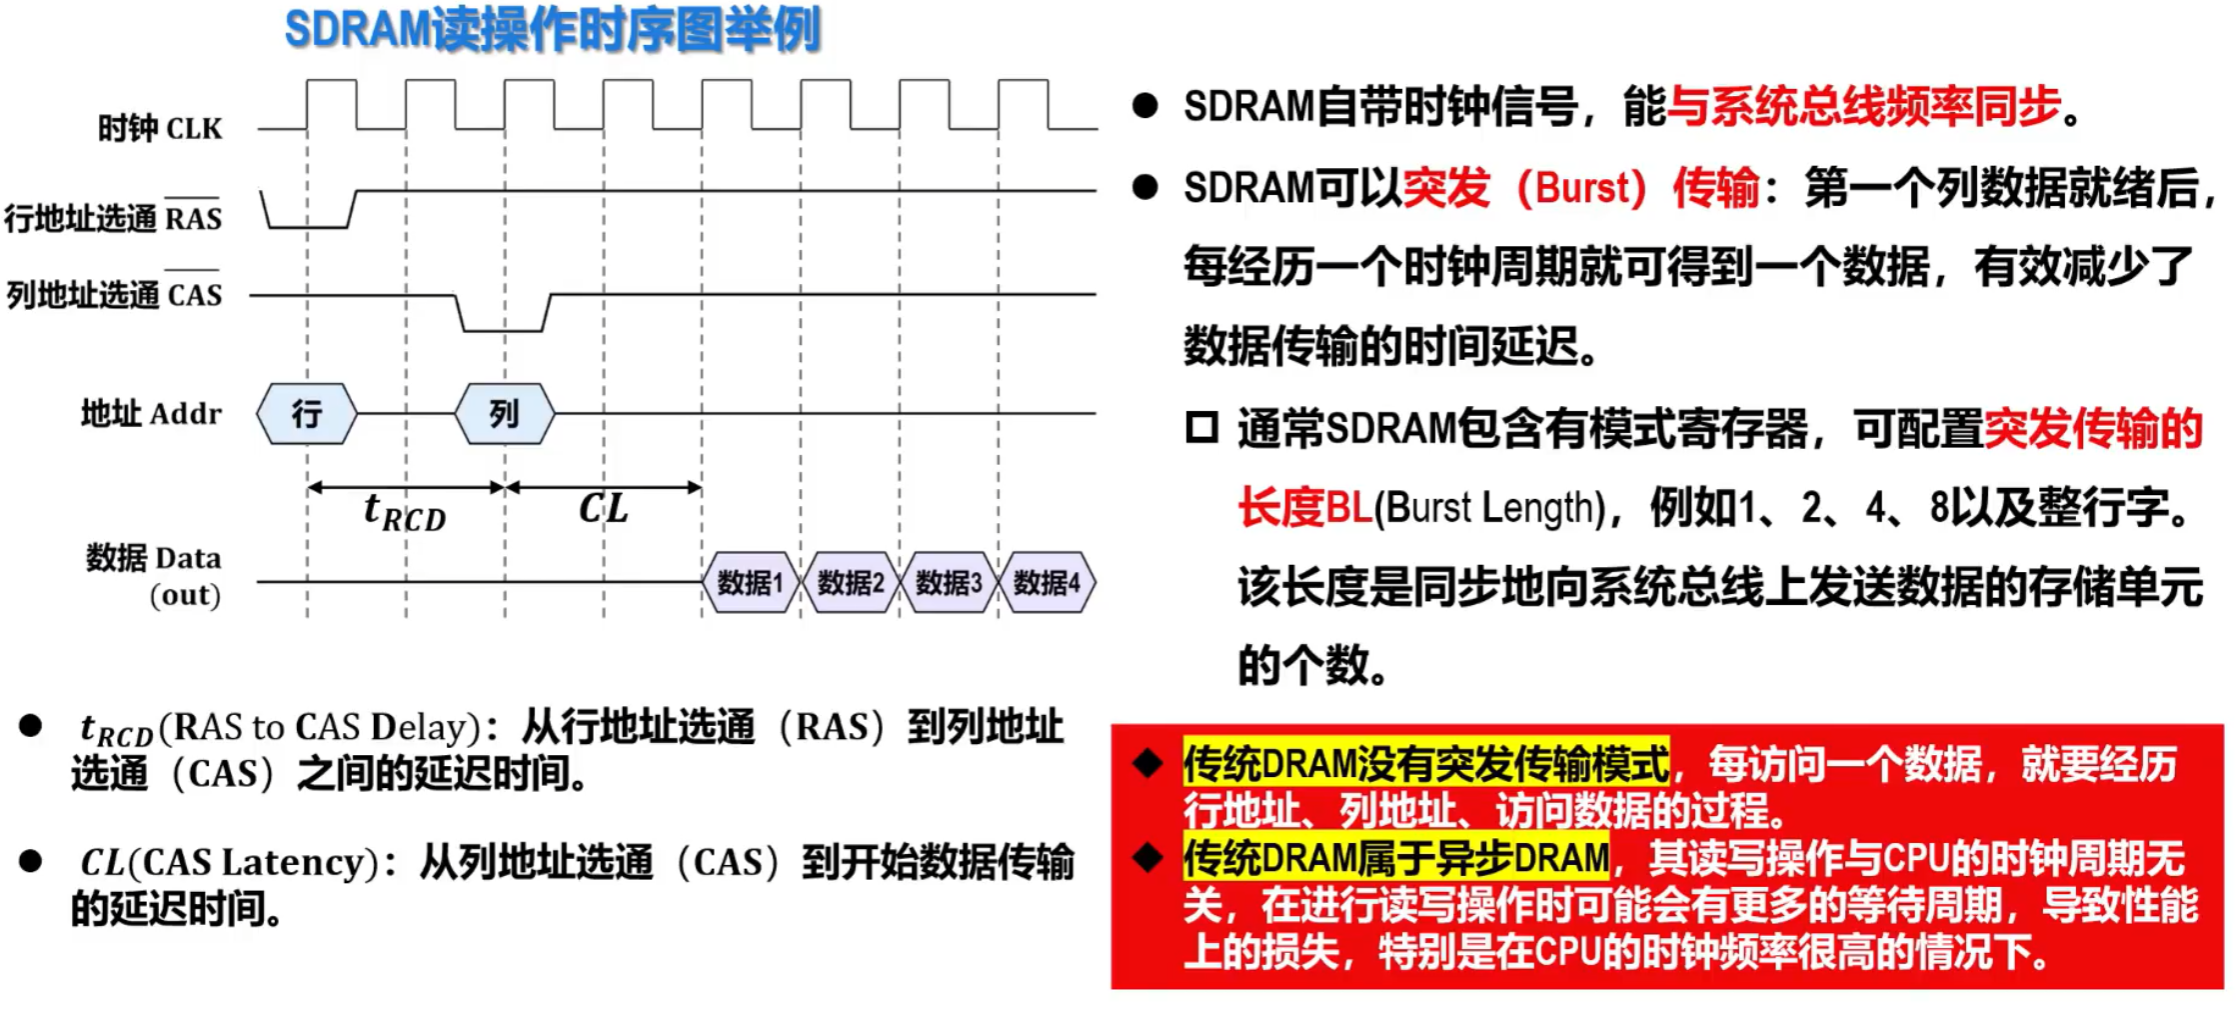 SDRAM读操作时序图举例
时钟 CLK
行地址选通 RAS
列地址选通 CAS
地址 Addr
行
列
tRCD
CL
数据 Data
(out)
数据1
数据2
数据3
数据4
● tRCD(RAS to CAS Delay)：从行地址选通（RAS）到列地址
选通（CAS）之间的延迟时间。
● CL(CAS Latency)：从列地址选通（CAS）到开始数据传输
的延迟时间。
● SDRAM自带时钟信号，能与系统总线频率同步。
● SDRAM可以突发（Burst）传输：第一个列数据就绪后，
每经历一个时钟周期就可得到一个数据，有效减少了
数据传输的时间延迟。
□ 通常SDRAM包含有模式寄存器，可配置突发传输的
长度BL(Burst Length)，例如1、2、4、8以及整行字。
该长度是同步地向系统总线上发送数据的存储单元
的个数。
◆ 传统DRAM没有突发传输模式，每访问一个数据，就要经历
行地址、列地址、访问数据的过程。
◆ 传统DRAM属于异步DRAM，其读写操作与CPU的时钟周期无
关，在进行读写操作时可能会有更多的等待周期，导致性能
上的损失，特别是在CPU的时钟频率很高的情况下。